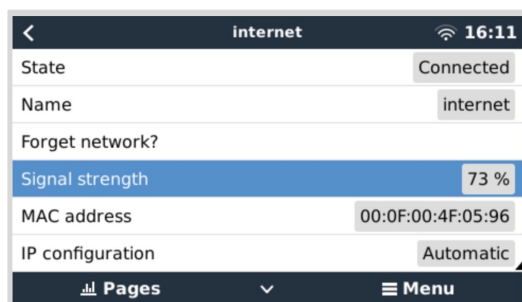 internet 16:11
State Connected
Name internet
Forget network?
Signal strength 73 %
MAC address 00:0F:00:4F:05:96
IP configuration Automatic
Pages Menu